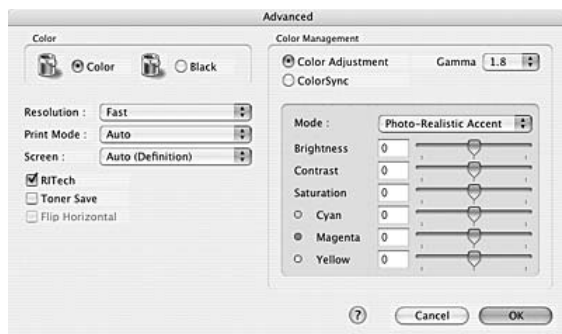 Advanced
Color
Color
Black
Resolution : Fast
Print Mode : Auto
Screen : Auto (Definition)
RITech
Toner Save
Flip Horizontal
Color Management
Color Adjustment Gamma 1.8
ColorSync
Mode : Photo-Realistic Accent
Brightness 0
Contrast 0
Saturation 0
Cyan 0
Magenta 0
Yellow 0
? Cancel OK